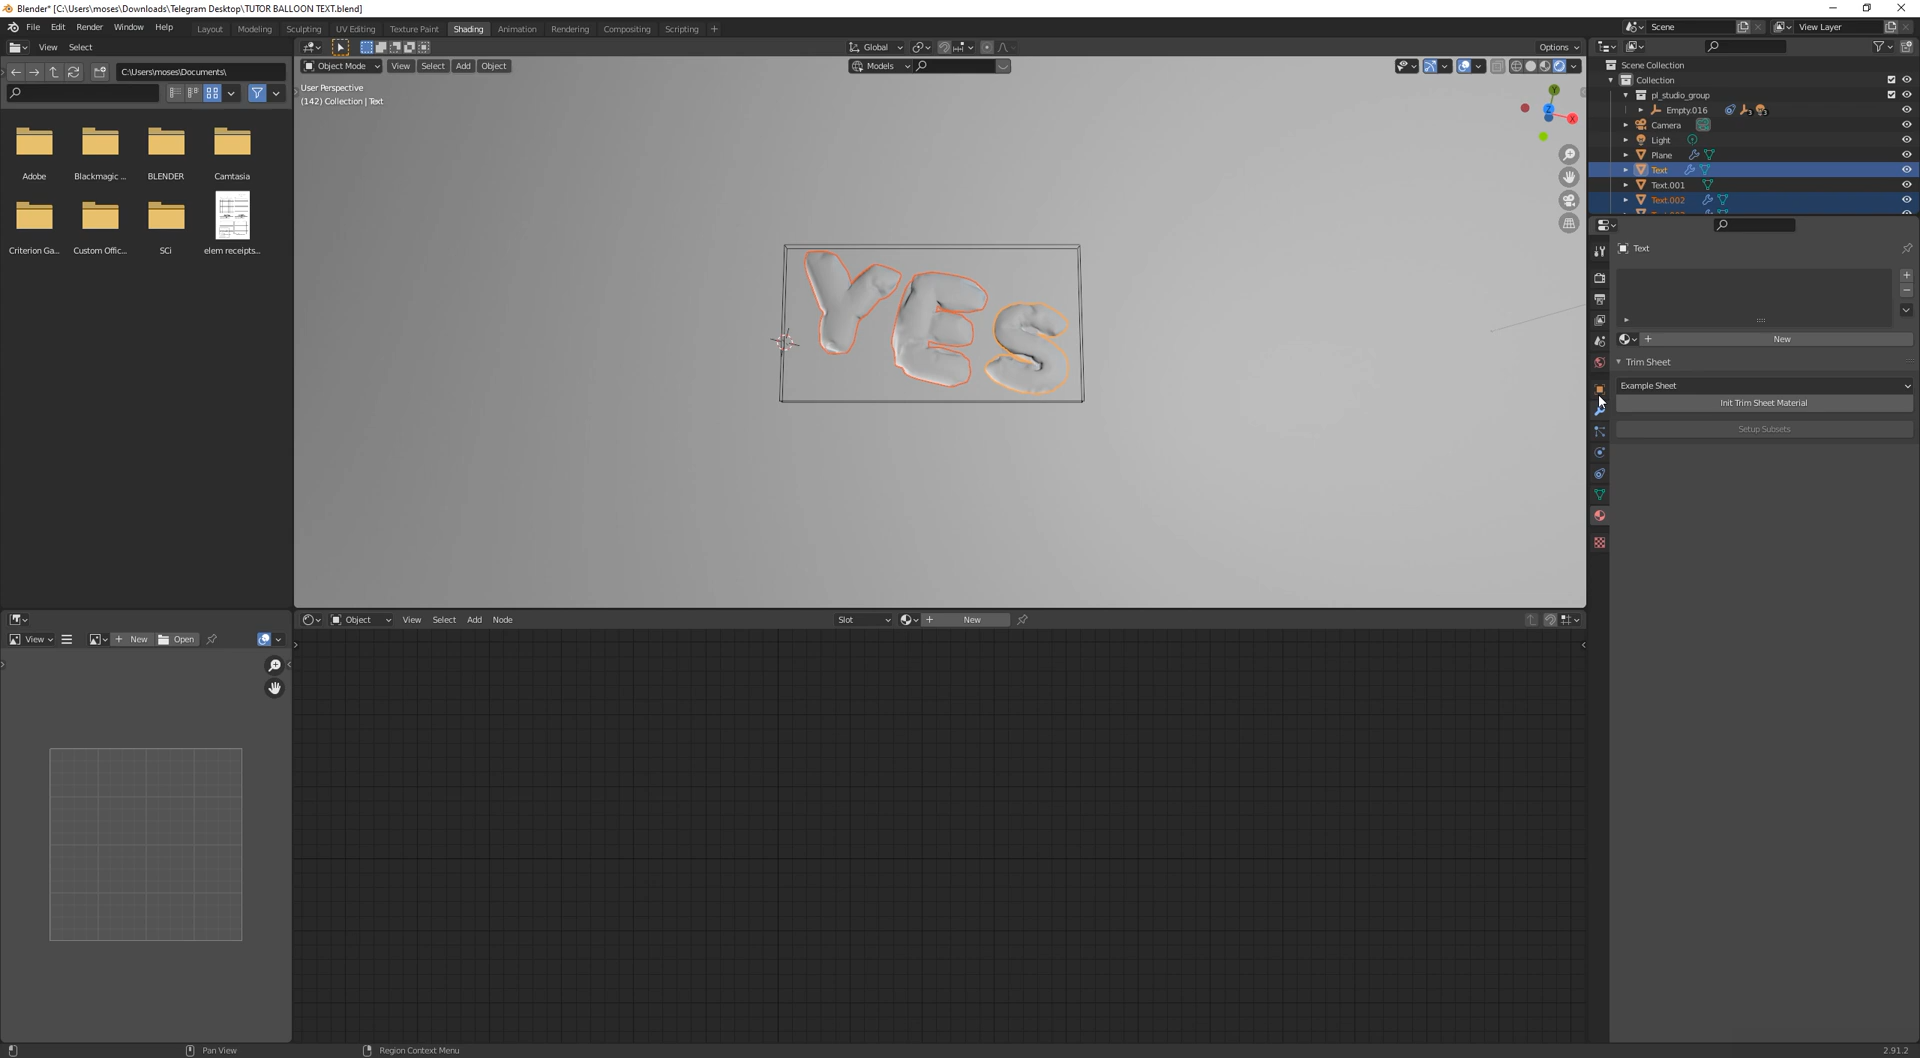 Blender* [C:\Users\moses\Downloads\Telegram Desktop\TUTOR BALLOON TEXT.blend]
File Edit Render Window Help Layout Modeling Sculpting UV Editing Texture Paint Shading Animation Rendering Compositing Scripting + Scene View Layer
View Select Global Options
Object Mode View Select Add Object Models
C:\Users\moses\Documents\
User Perspective
(142) Collection | Text
Adobe Blackmagic ... BLENDER Camtasia
Criterion Ga... Custom Offic... SCi elem receipts...
YES
Y
Z
X
Scene Collection
Collection
pl_studio_group
Empty.016
Camera
Light
Plane
Text
Text.001
Text.002
Text
New
Trim Sheet
Example Sheet
Init Trim Sheet Material
Setup Subsets
Object View Select Add Node Slot New
View New Open
Pan View Region Context Menu 2.91.2